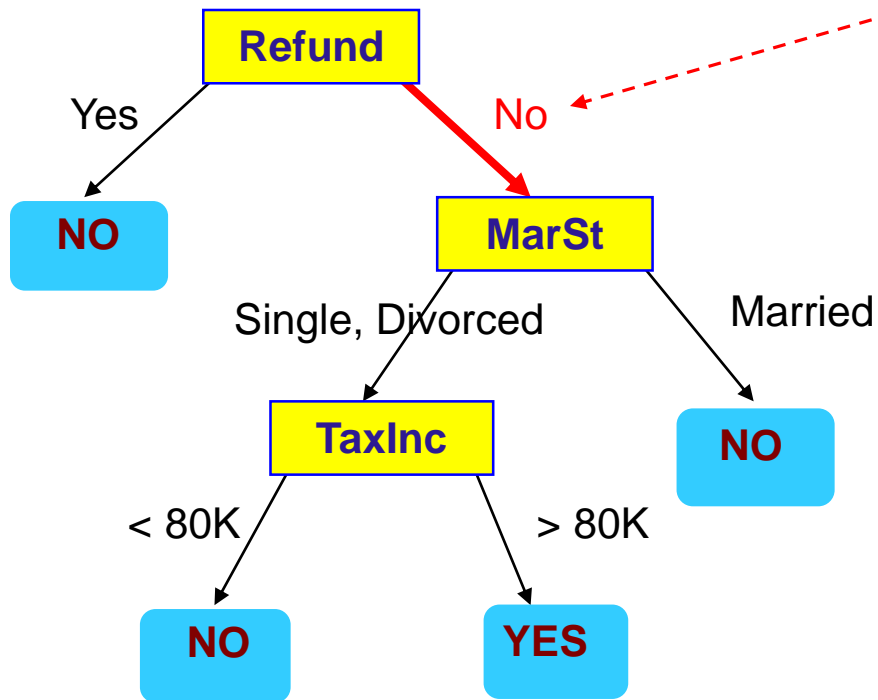 Refund
Yes
No
NO
MarSt
Single, Divorced
Married
TaxInc
NO
< 80K
> 80K
NO
YES